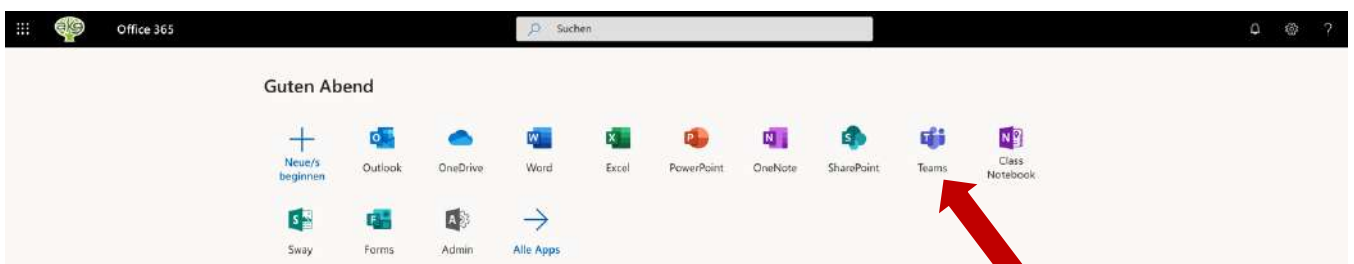 akg Office 365 Suchen ?
Guten Abend
Neue/s beginnen Outlook OneDrive Word Excel PowerPoint OneNote SharePoint Teams Class Notebook
Sway Forms Admin Alle Apps